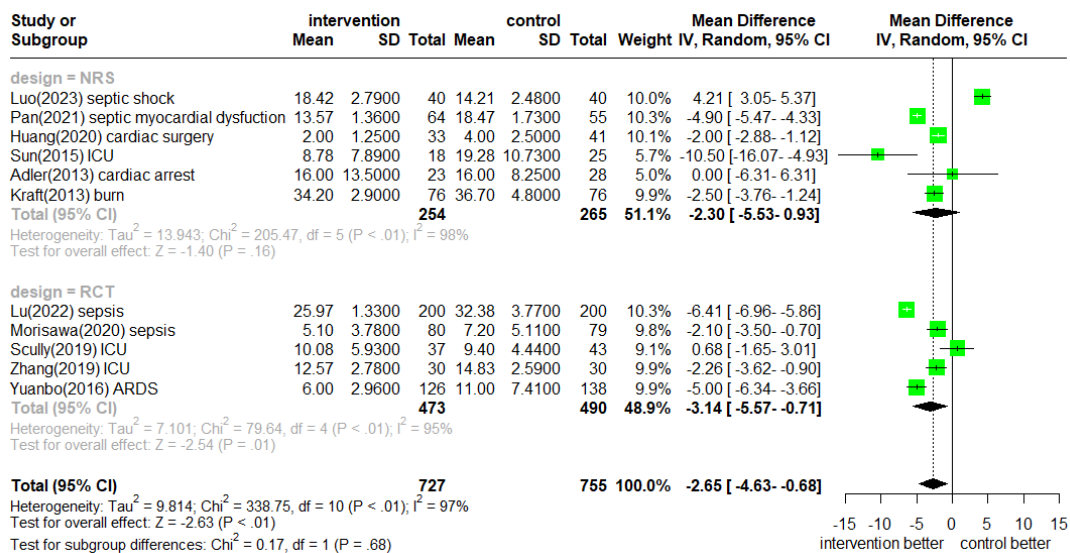 Study or intervention control Mean Difference Mean Difference
Subgroup Mean SD Total Mean SD Total Weight IV, Random, 95% CI IV, Random, 95% CI
design = NRS
Luo(2023) septic shock 18.42 2.7900 40 14.21 2.4800 40 10.0% 4.21 [ 3.05- 5.37]
Pan(2021) septic myocardial dysfuction 13.57 1.3600 64 18.47 1.7300 55 10.3% -4.90 [ -5.47- -4.33]
Huang(2020) cardiac surgery 2.00 1.2500 33 4.00 2.5000 41 10.1% -2.00 [ -2.88- -1.12]
Sun(2015) ICU 8.78 7.8900 18 19.28 10.7300 25 5.7% -10.50 [ -16.07- -4.93]
Adler(2013) cardiac arrest 16.00 13.5000 23 16.00 8.2500 28 5.0% 0.00 [ -6.31- 6.31]
Kraft(2013) burn 34.20 2.9000 76 36.70 4.8000 76 9.9% -2.50 [ -3.76- -1.24]
Total (95% CI) 254 265 51.1% -2.30 [ -5.53- 0.93]
Heterogeneity: Tau² = 13.943; Chi² = 205.47, df = 5 (P < .01); I² = 98%
Test for overall effect: Z = -1.40 (P = .16)
design = RCT
Lu(2022) sepsis 25.97 1.3300 200 32.38 3.7700 200 10.3% -6.41 [ -6.96- -5.86]
Morisawa(2020) sepsis 5.10 3.7800 80 7.20 5.1100 79 9.8% -2.10 [ -3.50- -0.70]
Scully(2019) ICU 10.08 5.9300 37 9.40 4.4400 43 9.1% 0.68 [ -1.65- 3.01]
Zhang(2019) ICU 12.57 2.7800 30 14.83 2.5900 30 9.9% -2.26 [ -3.62- -0.90]
Yuanbo(2016) ARDS 6.00 2.9600 126 11.00 7.4100 138 9.9% -5.00 [ -6.34- -3.66]
Total (95% CI) 473 490 48.9% -3.14 [ -5.57- -0.71]
Heterogeneity: Tau² = 7.101; Chi² = 79.64, df = 4 (P < .01); I² = 95%
Test for overall effect: Z = -2.54 (P = .01)
Total (95% CI) 727 755 100.0% -2.65 [ -4.63- -0.68]
Heterogeneity: Tau² = 9.814; Chi² = 338.75, df = 10 (P < .01); I² = 97%
Test for overall effect: Z = -2.63 (P < .01)
Test for subgroup differences: Chi² = 0.17, df = 1 (P = .68)
-15 -10 -5 0 5 10 15
intervention better control better